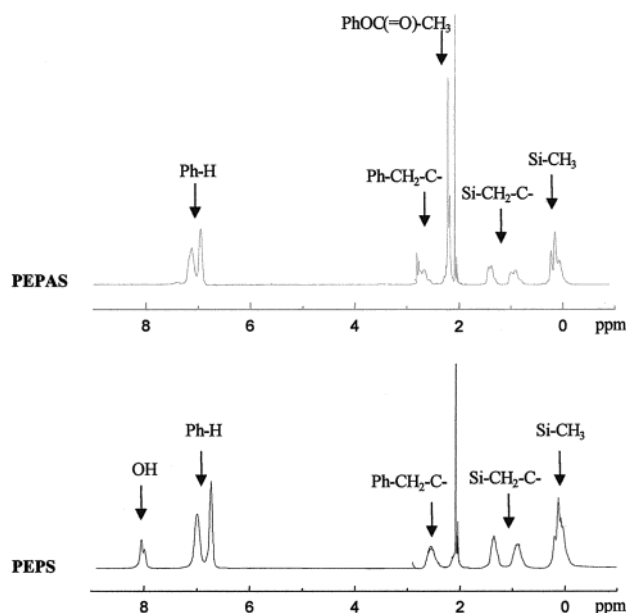 PhOC(=O)-CH3
Ph-H
Ph-CH2-C-
Si-CH2-C-
Si-CH3
PEPAS
8 6 4 2 0 ppm
Ph-H
Si-CH3
OH
Ph-CH2-C-
Si-CH2-C-
PEPS
8 6 4 2 0 ppm